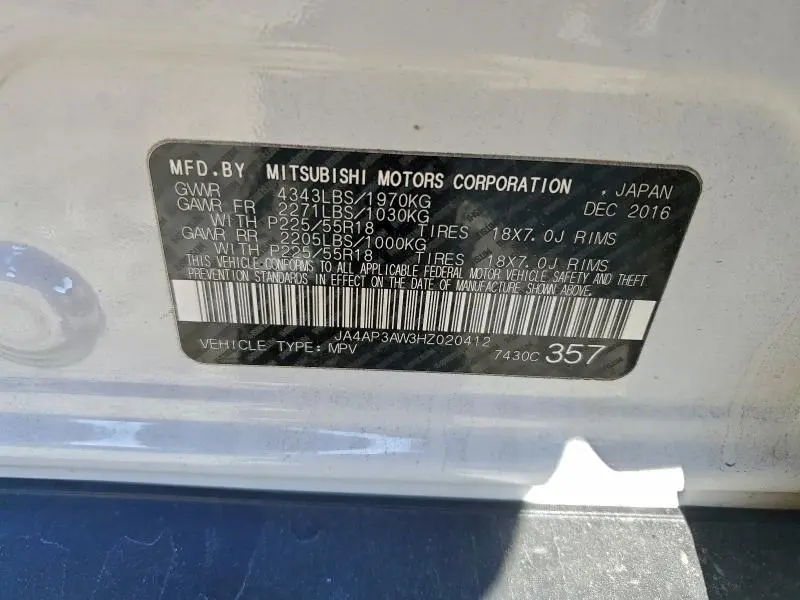 MFD.BY MITSUBISHI MOTORS CORPORATION , JAPAN
GVWR 4343LBS/1970KG DEC 2016
GAWR FR 2271LBS/1030KG
WITH P225/55R18 TIRES 18X7.0J RIMS
GAWR RR 2205LBS/1000KG
WITH P225/55R18 TIRES 18X7.0J RIMS
THIS VEHICLE CONFORMS TO ALL APPLICABLE FEDERAL MOTOR VEHICLE SAFETY AND THEFT
PREVENTION STANDARDS IN EFFECT ON THE DATE OF MANUFACTURE SHOWN ABOVE.
JA4AP3AW3HZ020412
VEHICLE TYPE: MPV 7430C 357